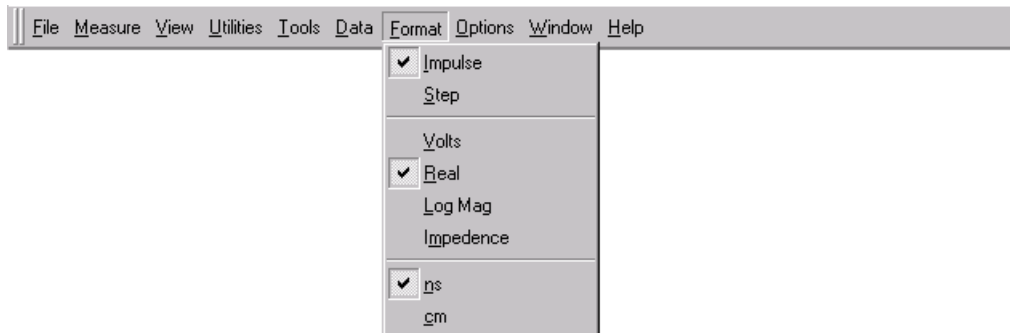 File Measure View Utilities Tools Data Format Options Window Help
Impulse
Step
Volts
Real
Log Mag
Impedence
ns
cm